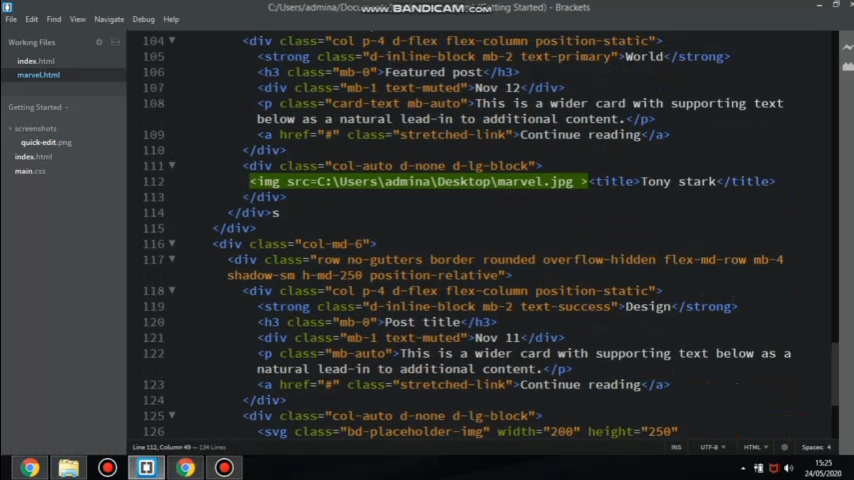 C:/Users/admina/Docu
www.BANDICAM.com
(Getting Started) - Brackets
File Edit Find View Navigate Debug Help
Working Files
index.html
marvel.html
Getting Started
screenshots
quick-edit.png
index.html
main.css
104 <div class="col p-4 d-flex flex-column position-static">
105 <strong class="d-inline-block mb-2 text-primary">World</strong>
106 <h3 class="mb-0">Featured post</h3>
107 <div class="mb-1 text-muted">Nov 12</div>
108 <p class="card-text mb-auto">This is a wider card with supporting text
below as a natural lead-in to additional content.</p>
109 <a href="#" class="stretched-link">Continue reading</a>
110 </div>
111 <div class="col-auto d-none d-lg-block">
112 <img src=C:\Users\admina\Desktop\marvel.jpg ><title>Tony stark</title>
113 </div>
114 </div>s
115 </div>
116 <div class="col-md-6">
117 <div class="row no-gutters border rounded overflow-hidden flex-md-row mb-4
shadow-sm h-md-250 position-relative">
118 <div class="col p-4 d-flex flex-column position-static">
119 <strong class="d-inline-block mb-2 text-success">Design</strong>
120 <h3 class="mb-0">Post title</h3>
121 <div class="mb-1 text-muted">Nov 11</div>
122 <p class="mb-auto">This is a wider card with supporting text below as a
natural lead-in to additional content.</p>
123 <a href="#" class="stretched-link">Continue reading</a>
124 </div>
125 <div class="col-auto d-none d-lg-block">
126 <svg class="bd-placeholder-img" width="200" height="250"
Line 112, Column 49 — 134 Lines
INS UTF-8 HTML Spaces: 4
15:25
24/05/2020